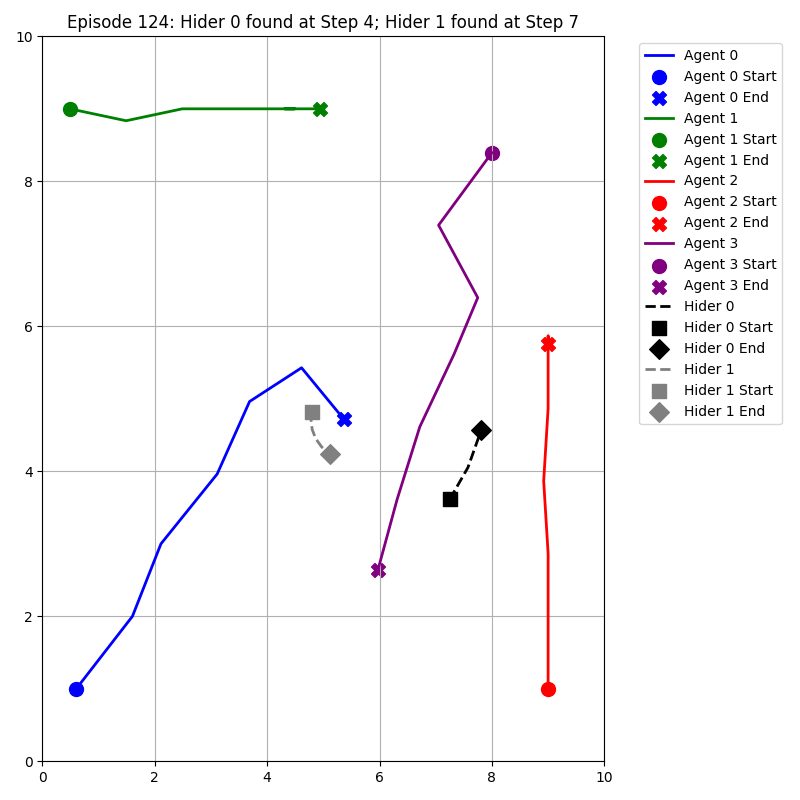 Episode 124: Hider 0 found at Step 4; Hider 1 found at Step 7
10
8
6
4
2
0
0
2
4
6
8
10
Agent 0
Agent 0 Start
Agent 0 End
Agent 1
Agent 1 Start
Agent 1 End
Agent 2
Agent 2 Start
Agent 2 End
Agent 3
Agent 3 Start
Agent 3 End
Hider 0
Hider 0 Start
Hider 0 End
Hider 1
Hider 1 Start
Hider 1 End